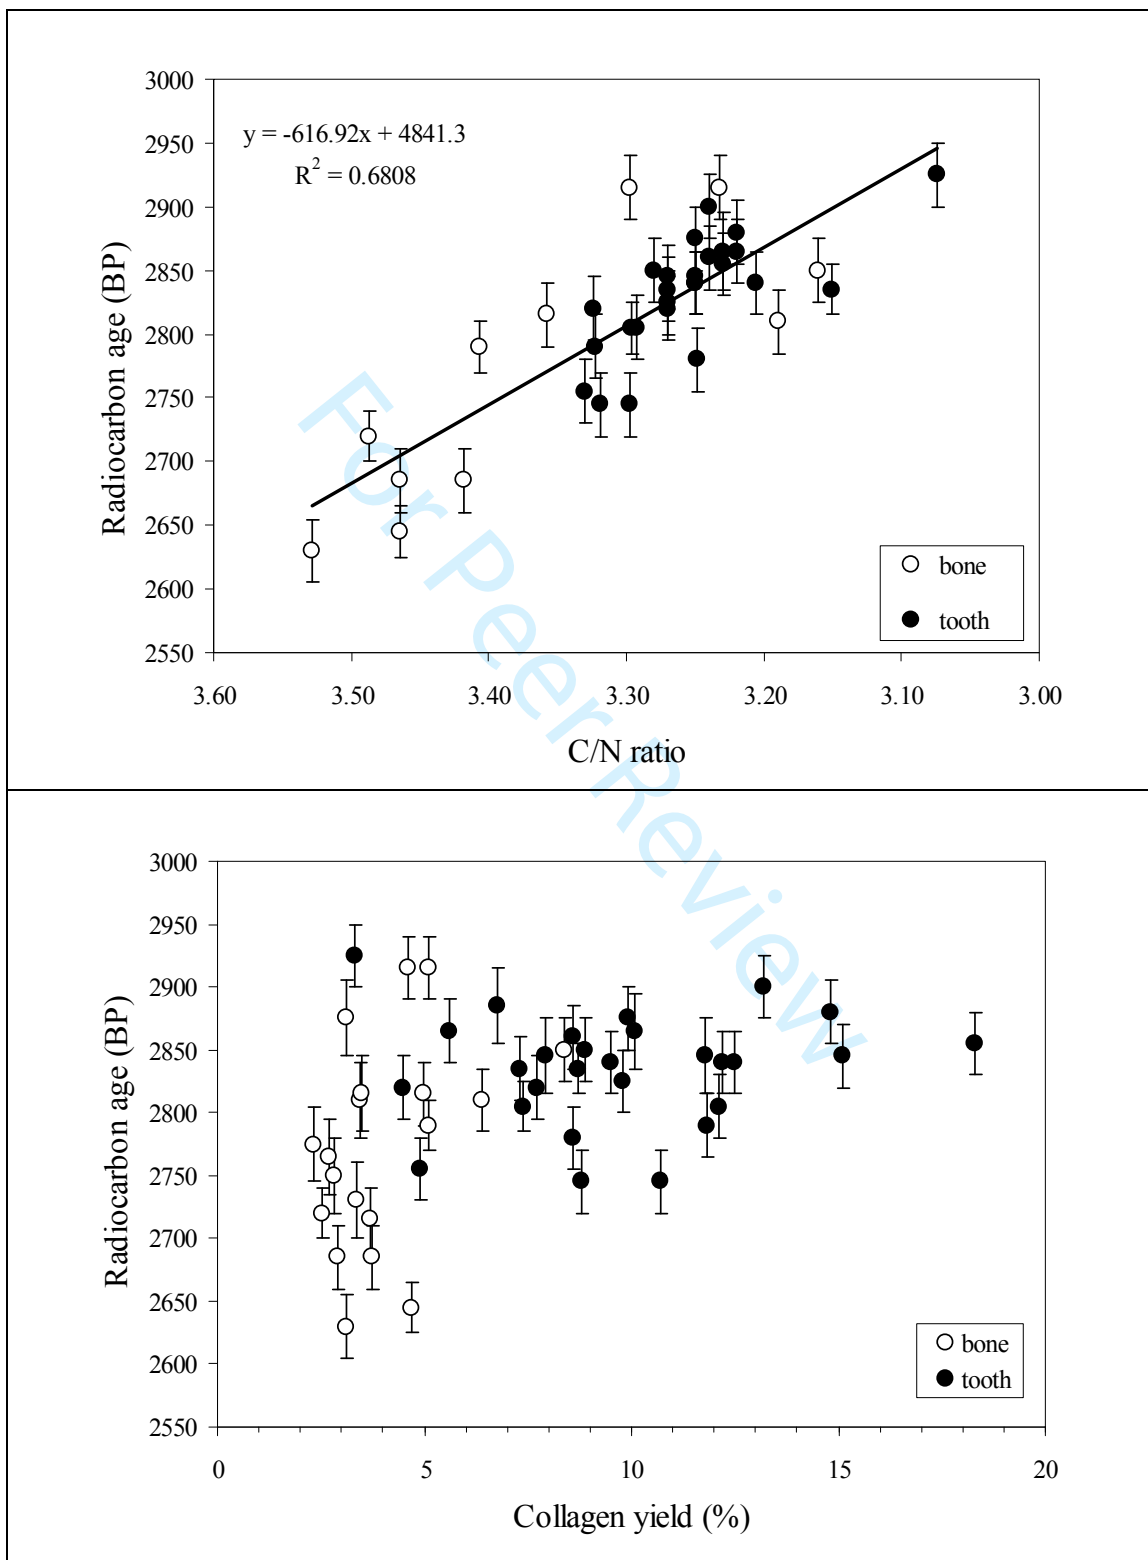 3000
2950
2900
2850
2800
2750
2700
2650
2600
2550
Radiocarbon age (BP)
y = -616.92x + 4841.3
R² = 0.6808
bone
tooth
3.60 3.50 3.40 3.30 3.20 3.10 3.00
C/N ratio
For Peer Review
3000
2950
2900
2850
2800
2750
2700
2650
2600
2550
Radiocarbon age (BP)
bone
tooth
0 5 10 15 20
Collagen yield (%)